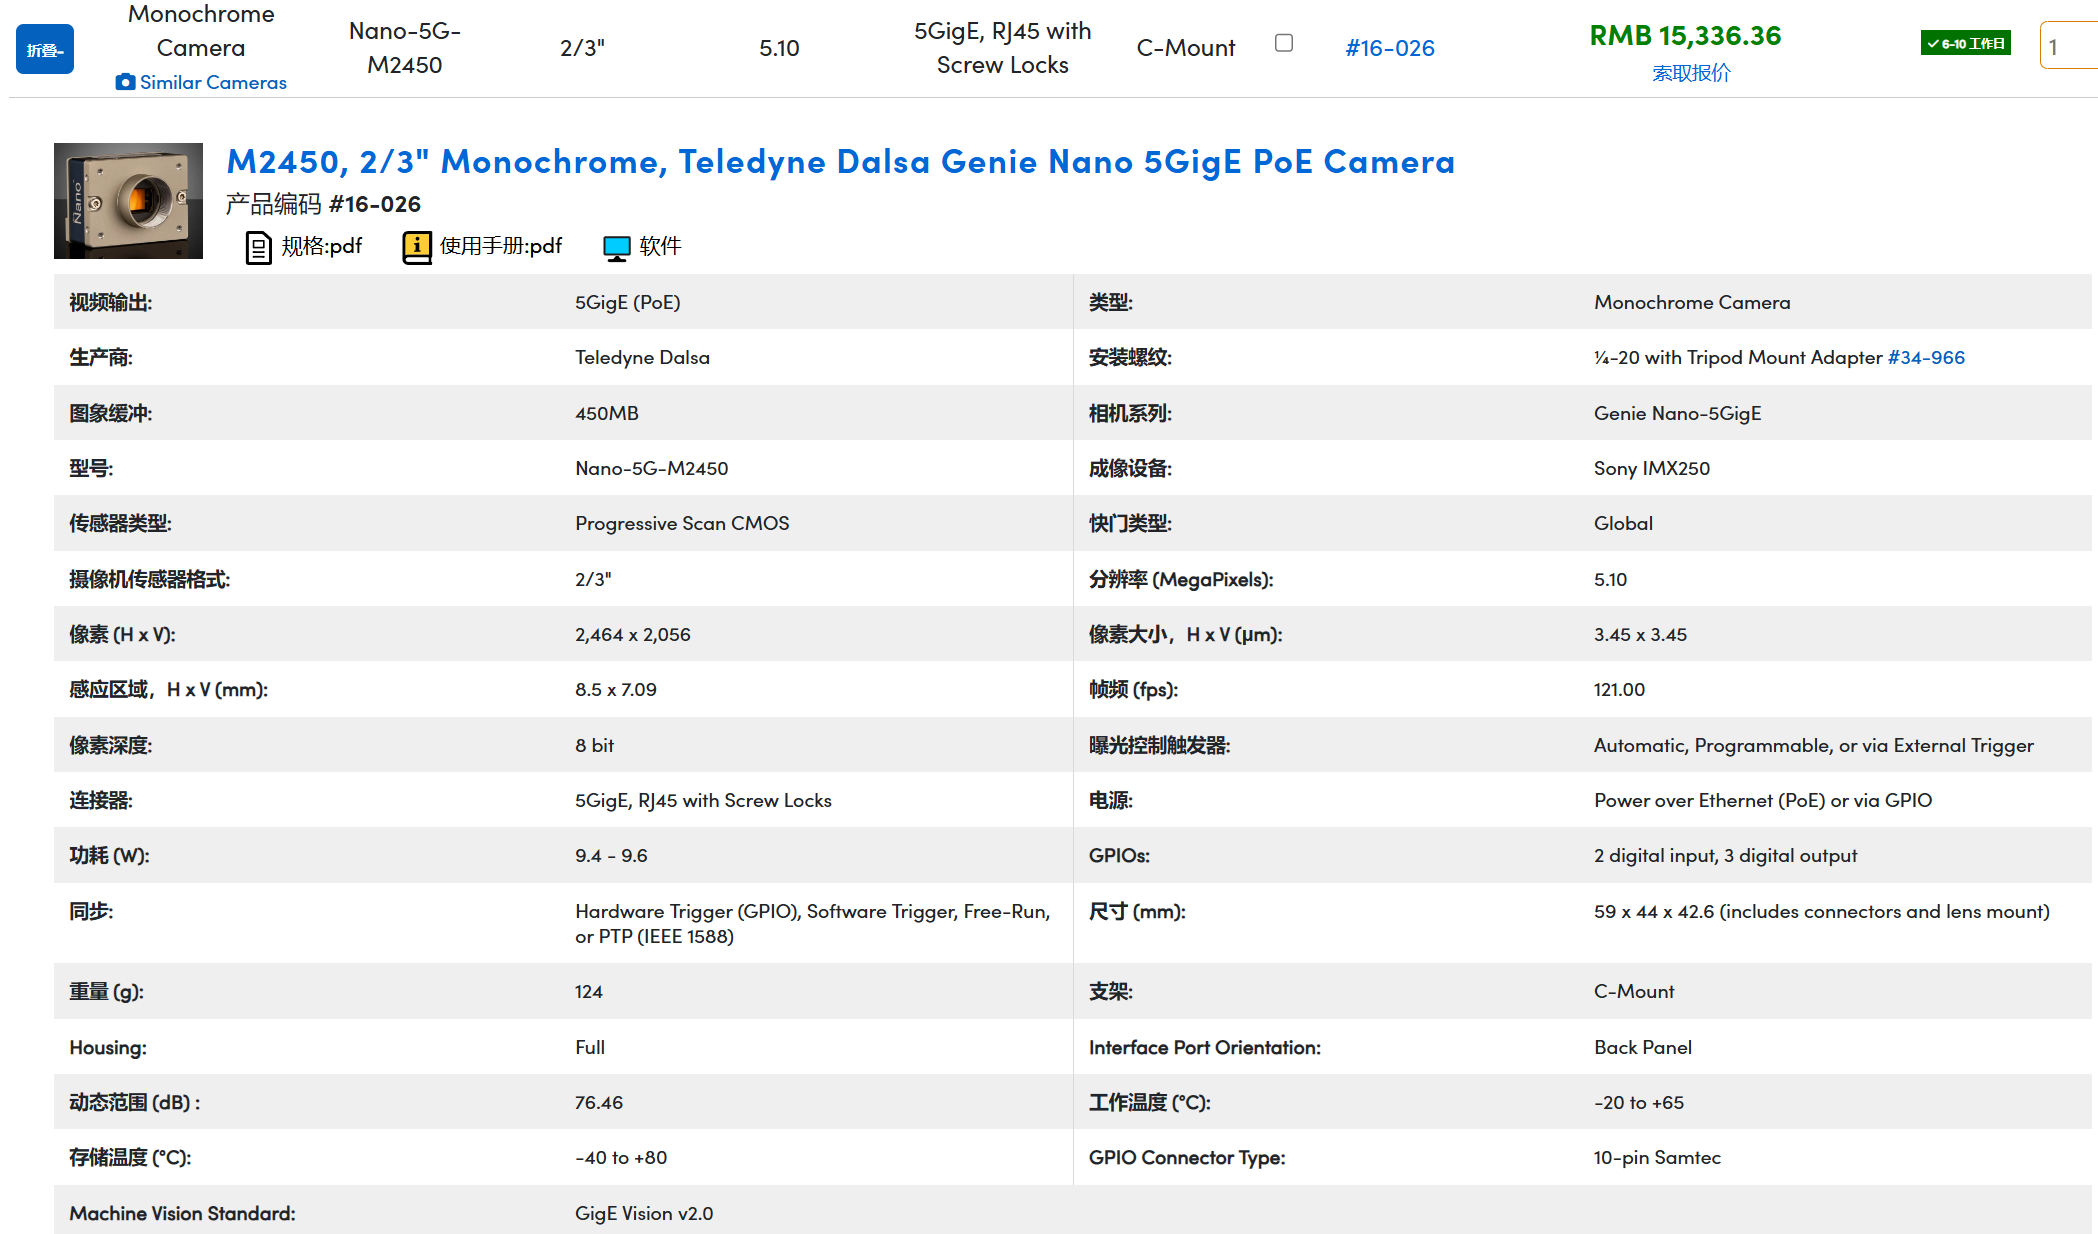 折叠-
Monochrome
Camera
Similar Cameras
Nano-5G-
M2450
2/3"
5.10
5GigE, RJ45 with
Screw Locks
C-Mount
#16-026
RMB 15,336.36
索取报价
6-10 工作日
1
Nano
M2450, 2/3" Monochrome, Teledyne Dalsa Genie Nano 5GigE PoE Camera
产品编码 #16-026
规格:pdf 使用手册:pdf 软件
视频输出: 5GigE (PoE) 类型: Monochrome Camera
生产商: Teledyne Dalsa 安装螺纹: ¼-20 with Tripod Mount Adapter #34-966
图象缓冲: 450MB 相机系列: Genie Nano-5GigE
型号: Nano-5G-M2450 成像设备: Sony IMX250
传感器类型: Progressive Scan CMOS 快门类型: Global
摄像机传感器格式: 2/3" 分辨率 (MegaPixels): 5.10
像素 (H x V): 2,464 x 2,056 像素大小，H x V (μm): 3.45 x 3.45
感应区域，H x V (mm): 8.5 x 7.09 帧频 (fps): 121.00
像素深度: 8 bit 曝光控制触发器: Automatic, Programmable, or via External Trigger
连接器: 5GigE, RJ45 with Screw Locks 电源: Power over Ethernet (PoE) or via GPIO
功耗 (W): 9.4 - 9.6 GPIOs: 2 digital input, 3 digital output
同步: Hardware Trigger (GPIO), Software Trigger, Free-Run,
or PTP (IEEE 1588)
尺寸 (mm): 59 x 44 x 42.6 (includes connectors and lens mount)
重量 (g): 124 支架: C-Mount
Housing: Full Interface Port Orientation: Back Panel
动态范围 (dB) : 76.46 工作温度 (°C): -20 to +65
存储温度 (°C): -40 to +80 GPIO Connector Type: 10-pin Samtec
Machine Vision Standard: GigE Vision v2.0